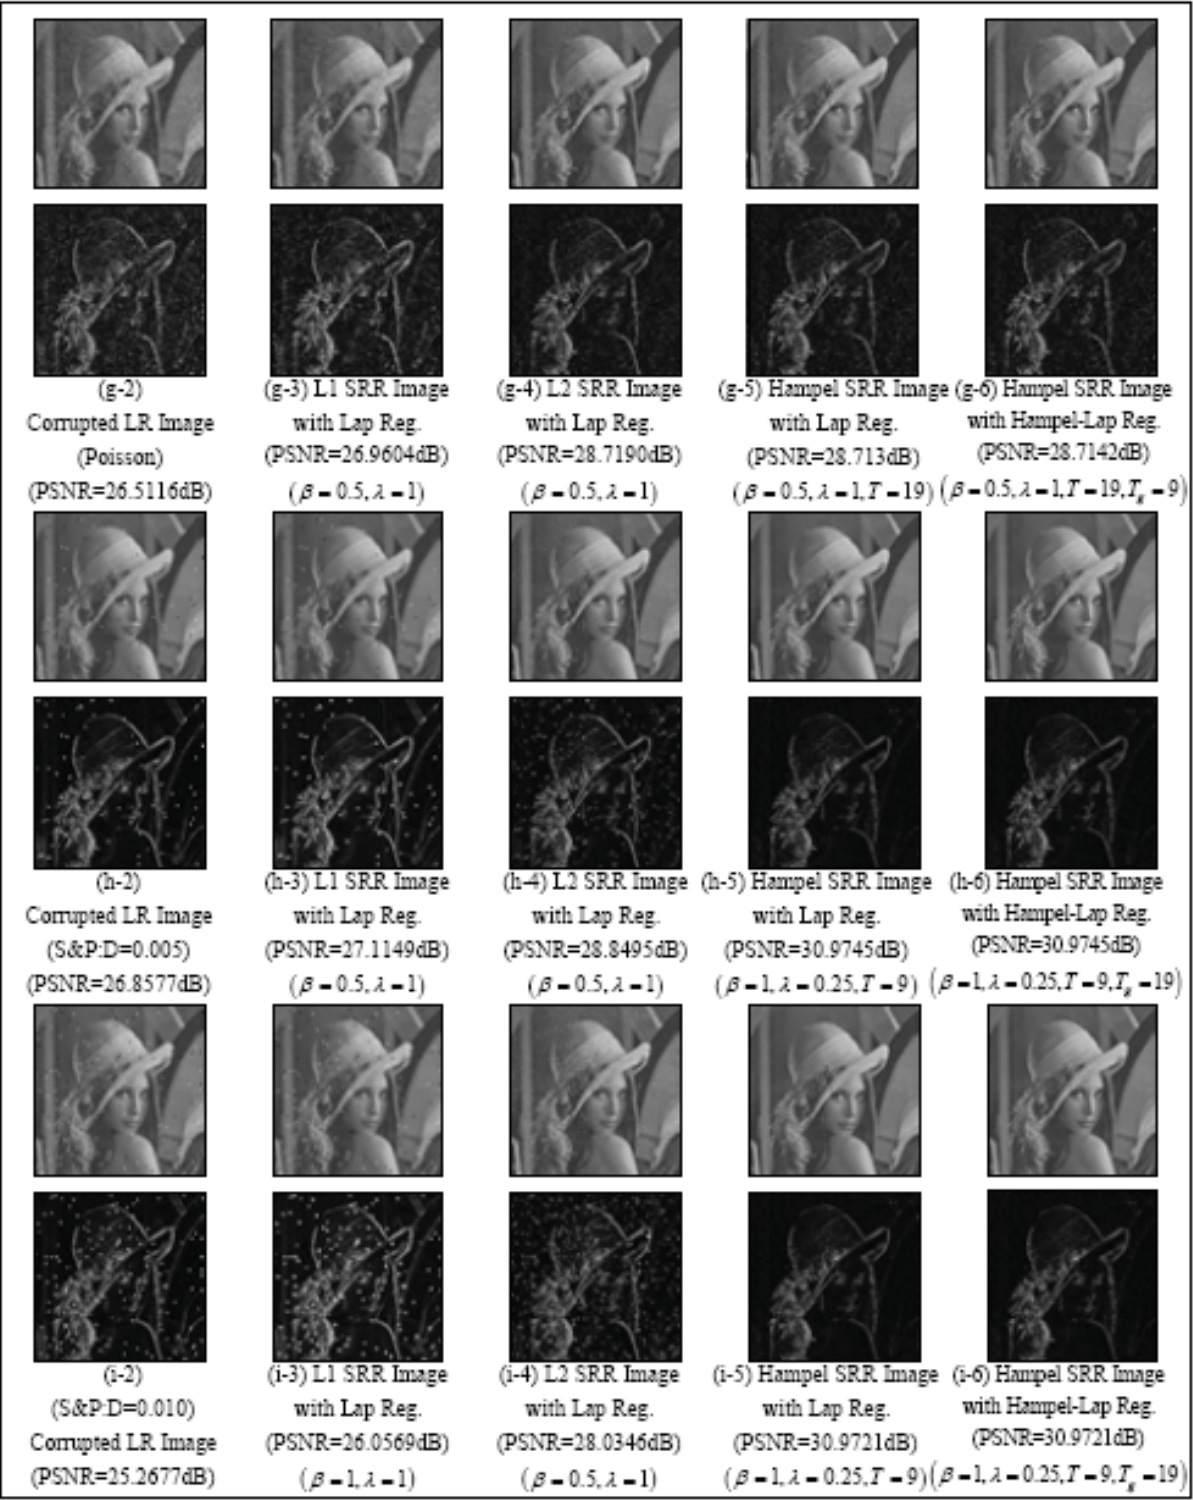 (g-2)
Corrupted LR Image
(Poisson)
(PSNR=26.5116dB)
(g-3) L1 SRR Image
with Lap Reg.
(PSNR=26.9604dB)
(β = 0.5, λ = 1)
(g-4) L2 SRR Image
with Lap Reg.
(PSNR=28.7190dB)
(β = 0.5, λ = 1)
(g-5) Hampel SRR Image
with Lap Reg.
(PSNR=28.713dB)
(β = 0.5, λ = 1, T = 19)
(g-6) Hampel SRR Image
with Hampel-Lap Reg.
(PSNR=28.7142dB)
(β = 0.5, λ = 1, T = 19, T_g = 9)
(h-2)
Corrupted LR Image
(S&P:D=0.005)
(PSNR=26.8577dB)
(h-3) L1 SRR Image
with Lap Reg.
(PSNR=27.1149dB)
(β = 0.5, λ = 1)
(h-4) L2 SRR Image
with Lap Reg.
(PSNR=28.8495dB)
(β = 0.5, λ = 1)
(h-5) Hampel SRR Image
with Lap Reg.
(PSNR=30.9745dB)
(β = 1, λ = 0.25, T = 9)
(h-6) Hampel SRR Image
with Hampel-Lap Reg.
(PSNR=30.9745dB)
(β = 1, λ = 0.25, T = 9, T_g = 19)
(i-2)
(S&P:D=0.010)
Corrupted LR Image
(PSNR=25.2677dB)
(i-3) L1 SRR Image
with Lap Reg.
(PSNR=26.0569dB)
(β = 1, λ = 1)
(i-4) L2 SRR Image
with Lap Reg.
(PSNR=28.0346dB)
(β = 0.5, λ = 1)
(i-5) Hampel SRR Image
with Lap Reg.
(PSNR=30.9721dB)
(β = 1, λ = 0.25, T = 9)
(i-6) Hampel SRR Image
with Hampel-Lap Reg.
(PSNR=30.9721dB)
(β = 1, λ = 0.25, T = 9, T_g = 19)